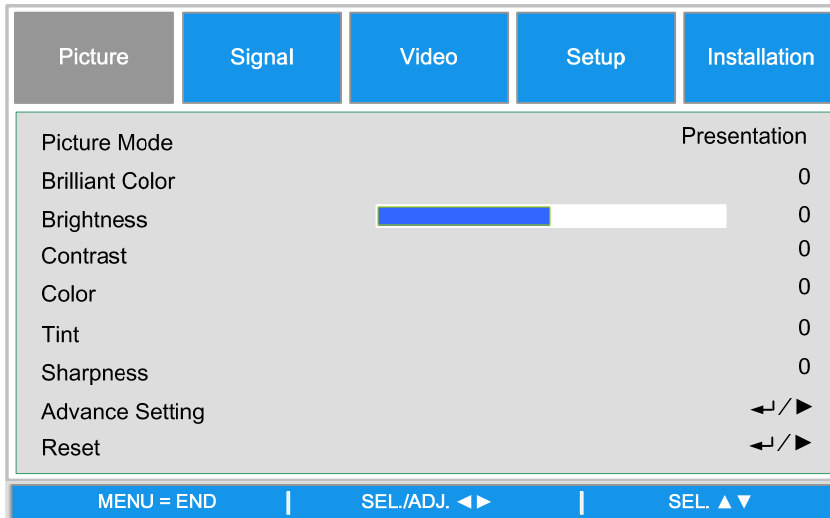 Picture Signal Video Setup Installation
Picture Mode Presentation
Brilliant Color 0
Brightness 0
Contrast 0
Color 0
Tint 0
Sharpness 0
Advance Setting ↵/►
Reset ↵/►
MENU = END | SEL./ADJ. ◄► | SEL. ▲▼